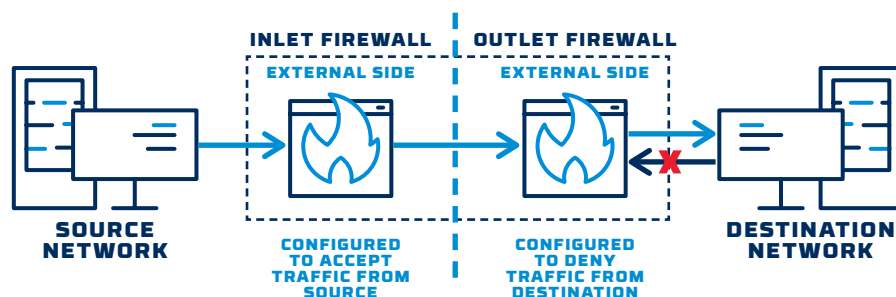 INLET FIREWALL
OUTLET FIREWALL
EXTERNAL SIDE
EXTERNAL SIDE
X
SOURCE
NETWORK
DESTINATION
NETWORK
CONFIGURED
TO ACCEPT
TRAFFIC FROM
SOURCE
CONFIGURED
TO DENY
TRAFFIC FROM
DESTINATION